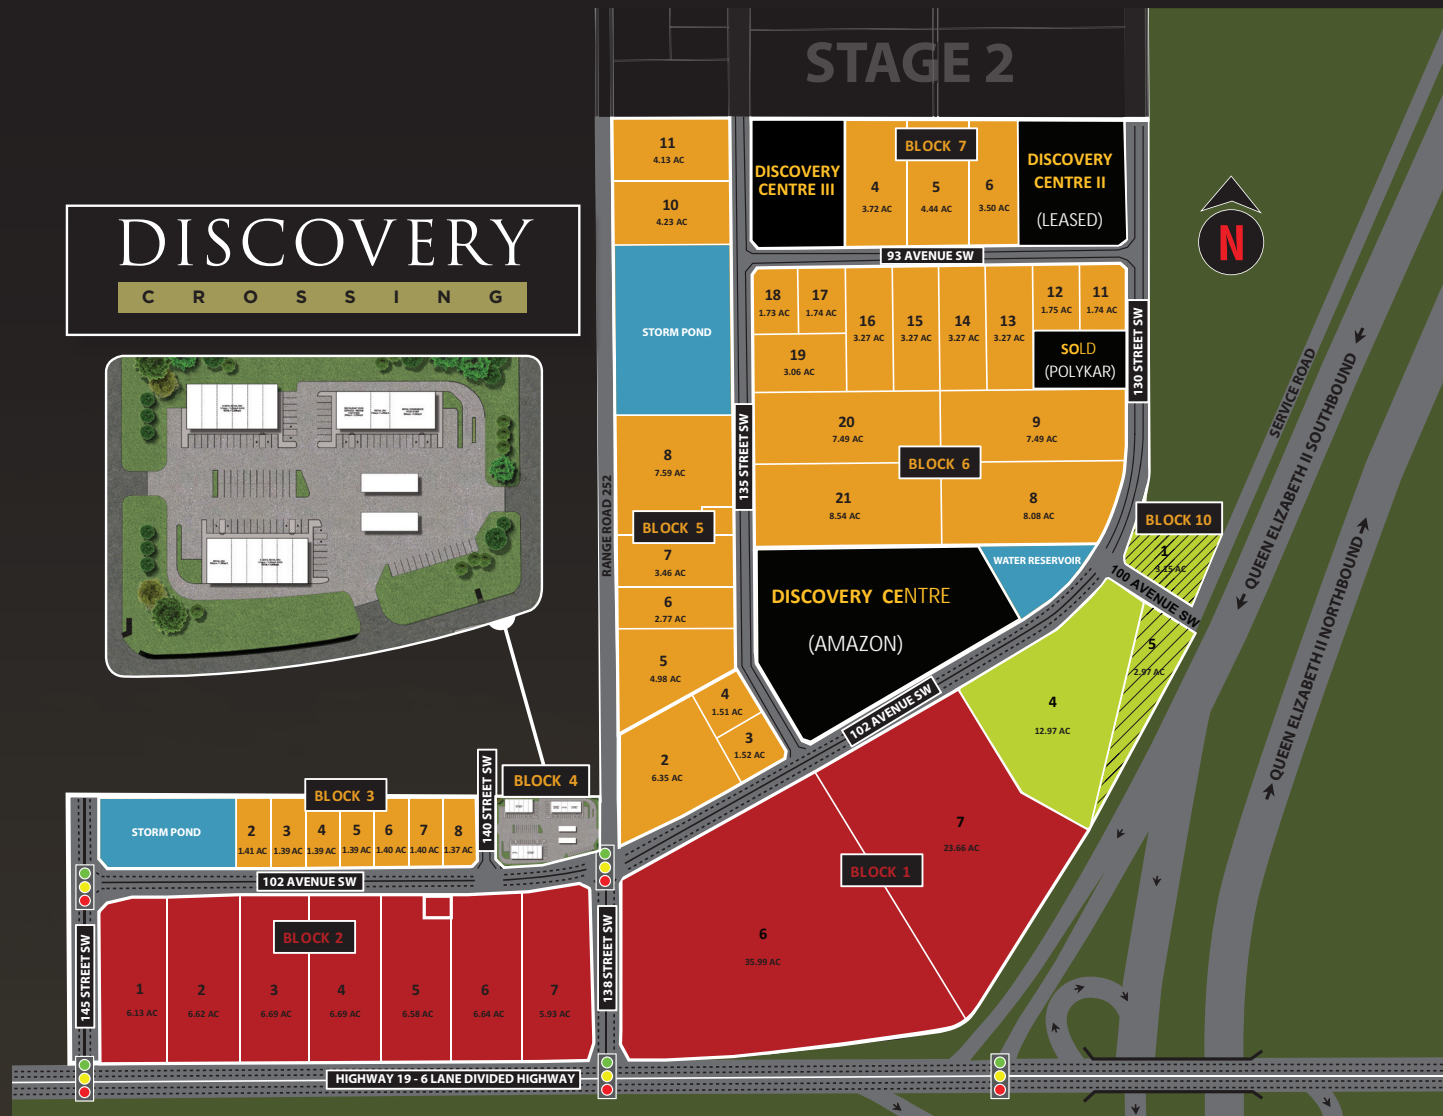 STAGE 2
DISCOVERY
CROSSING
11
4.13 AC
10
4.23 AC
STORM POND
8
7.59 AC
BLOCK 5
7
3.46 AC
6
2.77 AC
5
4.98 AC
4
1.51 AC
3
1.52 AC
2
6.35 AC
RANGE ROAD 252
135 STREET SW
DISCOVERY
CENTRE III
BLOCK 7
4
3.72 AC
5
4.44 AC
6
3.50 AC
DISCOVERY
CENTRE II
(LEASED)
93 AVENUE SW
N
18
1.73 AC
17
1.74 AC
16
3.27 AC
15
3.27 AC
14
3.27 AC
13
3.27 AC
12
1.75 AC
11
1.74 AC
SOLD
(POLYKAR)
19
3.06 AC
20
7.49 AC
9
7.49 AC
BLOCK 6
21
8.54 AC
8
8.08 AC
130 STREET SW
DISCOVERY CENTRE
(AMAZON)
WATER RESERVOIR
BLOCK 10
1
3.15 AC
100 AVENUE SW
5
2.97 AC
4
12.97 AC
102 AVENUE SW
SERVICE ROAD
QUEEN ELIZABETH II SOUTHBOUND
QUEEN ELIZABETH II NORTHBOUND
BLOCK 3
STORM POND
2
1.41 AC
3
1.39 AC
4
1.39 AC
5
1.39 AC
6
1.40 AC
7
1.40 AC
8
1.37 AC
140 STREET SW
BLOCK 4
102 AVENUE SW
BLOCK 2
1
6.13 AC
2
6.62 AC
3
6.69 AC
4
6.69 AC
5
6.58 AC
6
6.64 AC
7
5.93 AC
145 STREET SW
138 STREET SW
BLOCK 1
7
23.66 AC
6
35.99 AC
HIGHWAY 19 - 6 LANE DIVIDED HIGHWAY